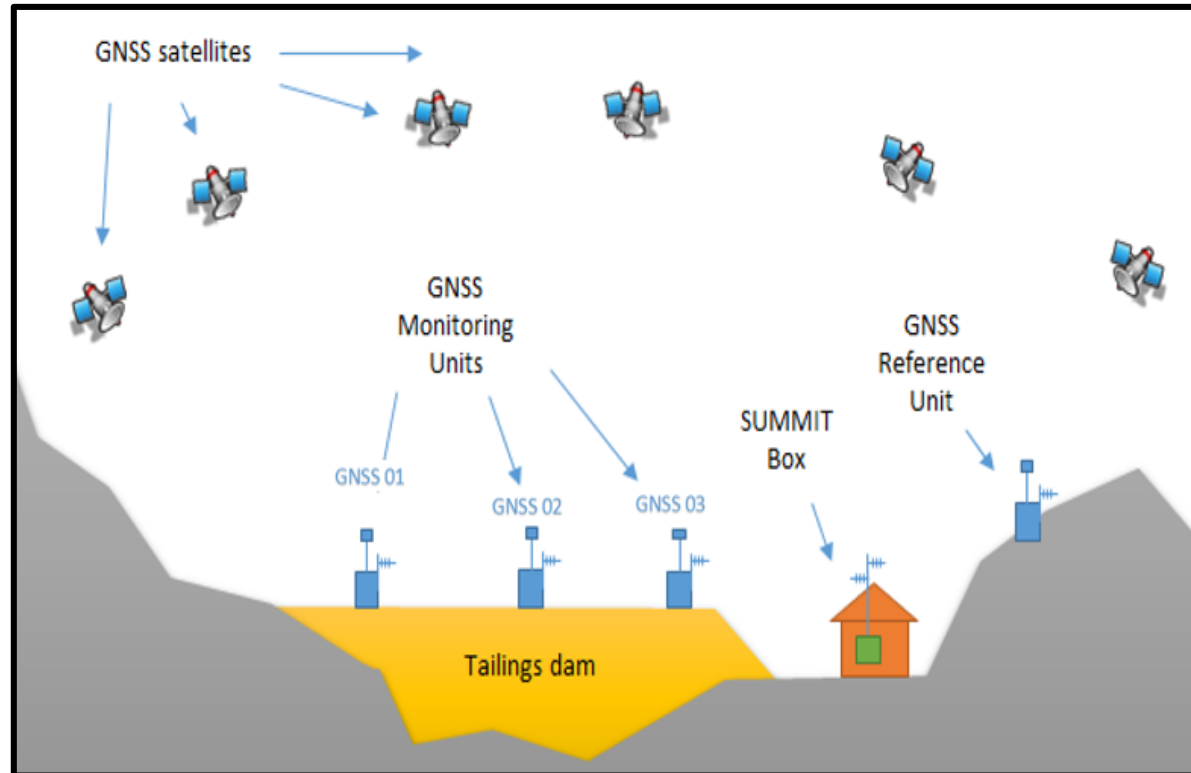 GNSS satellites
GNSS
Monitoring
Units
GNSS
Reference
Unit
SUMMIT
Box
GNSS 01
GNSS 02
GNSS 03
Tailings dam